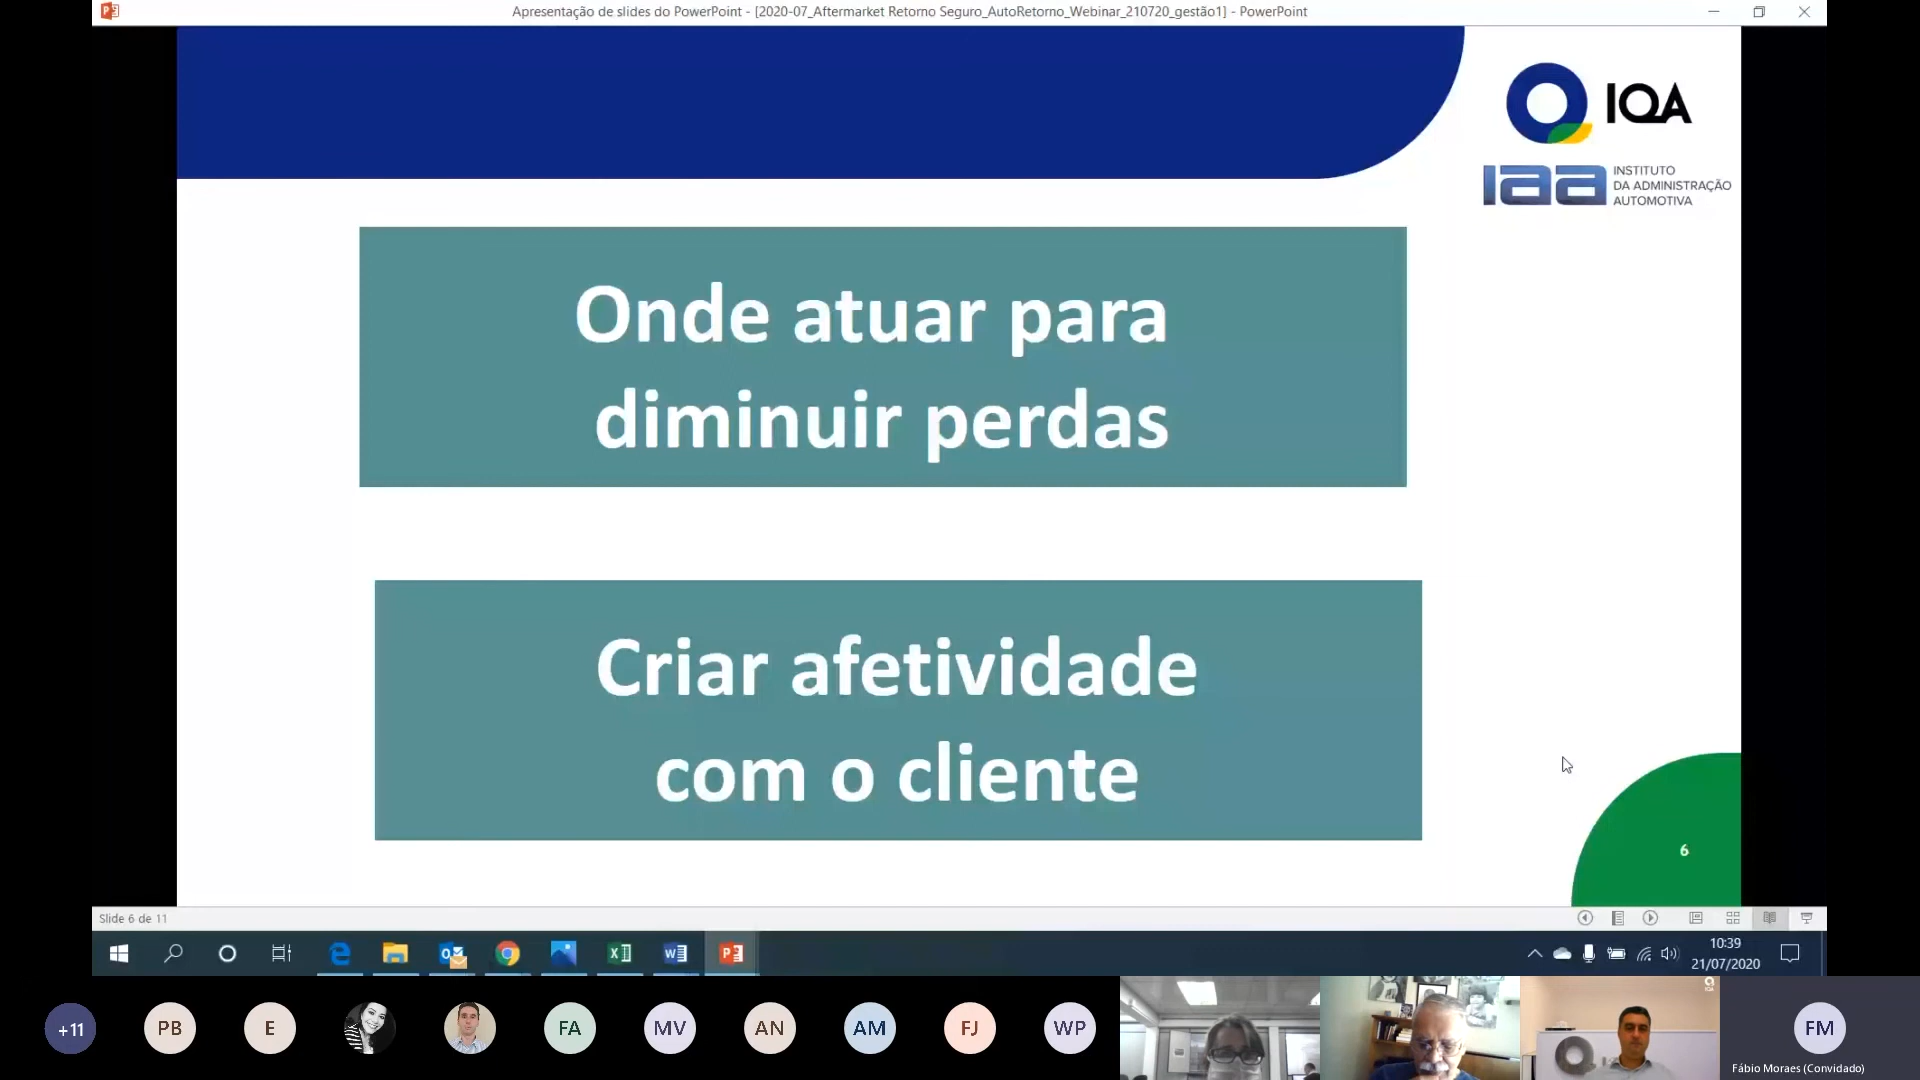 Apresentação de slides do PowerPoint - [2020-07_Aftermarket Retorno Seguro_AutoRetorno_Webinar_210720_gestão1] - PowerPoint
IQA
iaa
INSTITUTO
DA ADMINISTRAÇÃO
AUTOMOTIVA
Onde atuar para
diminuir perdas
Criar afetividade
com o cliente
6
Slide 6 de 11
10:39
21/07/2020
+11
PB
E
FA
MV
AN
AM
FJ
WP
FM
Fábio Moraes (Convidado)